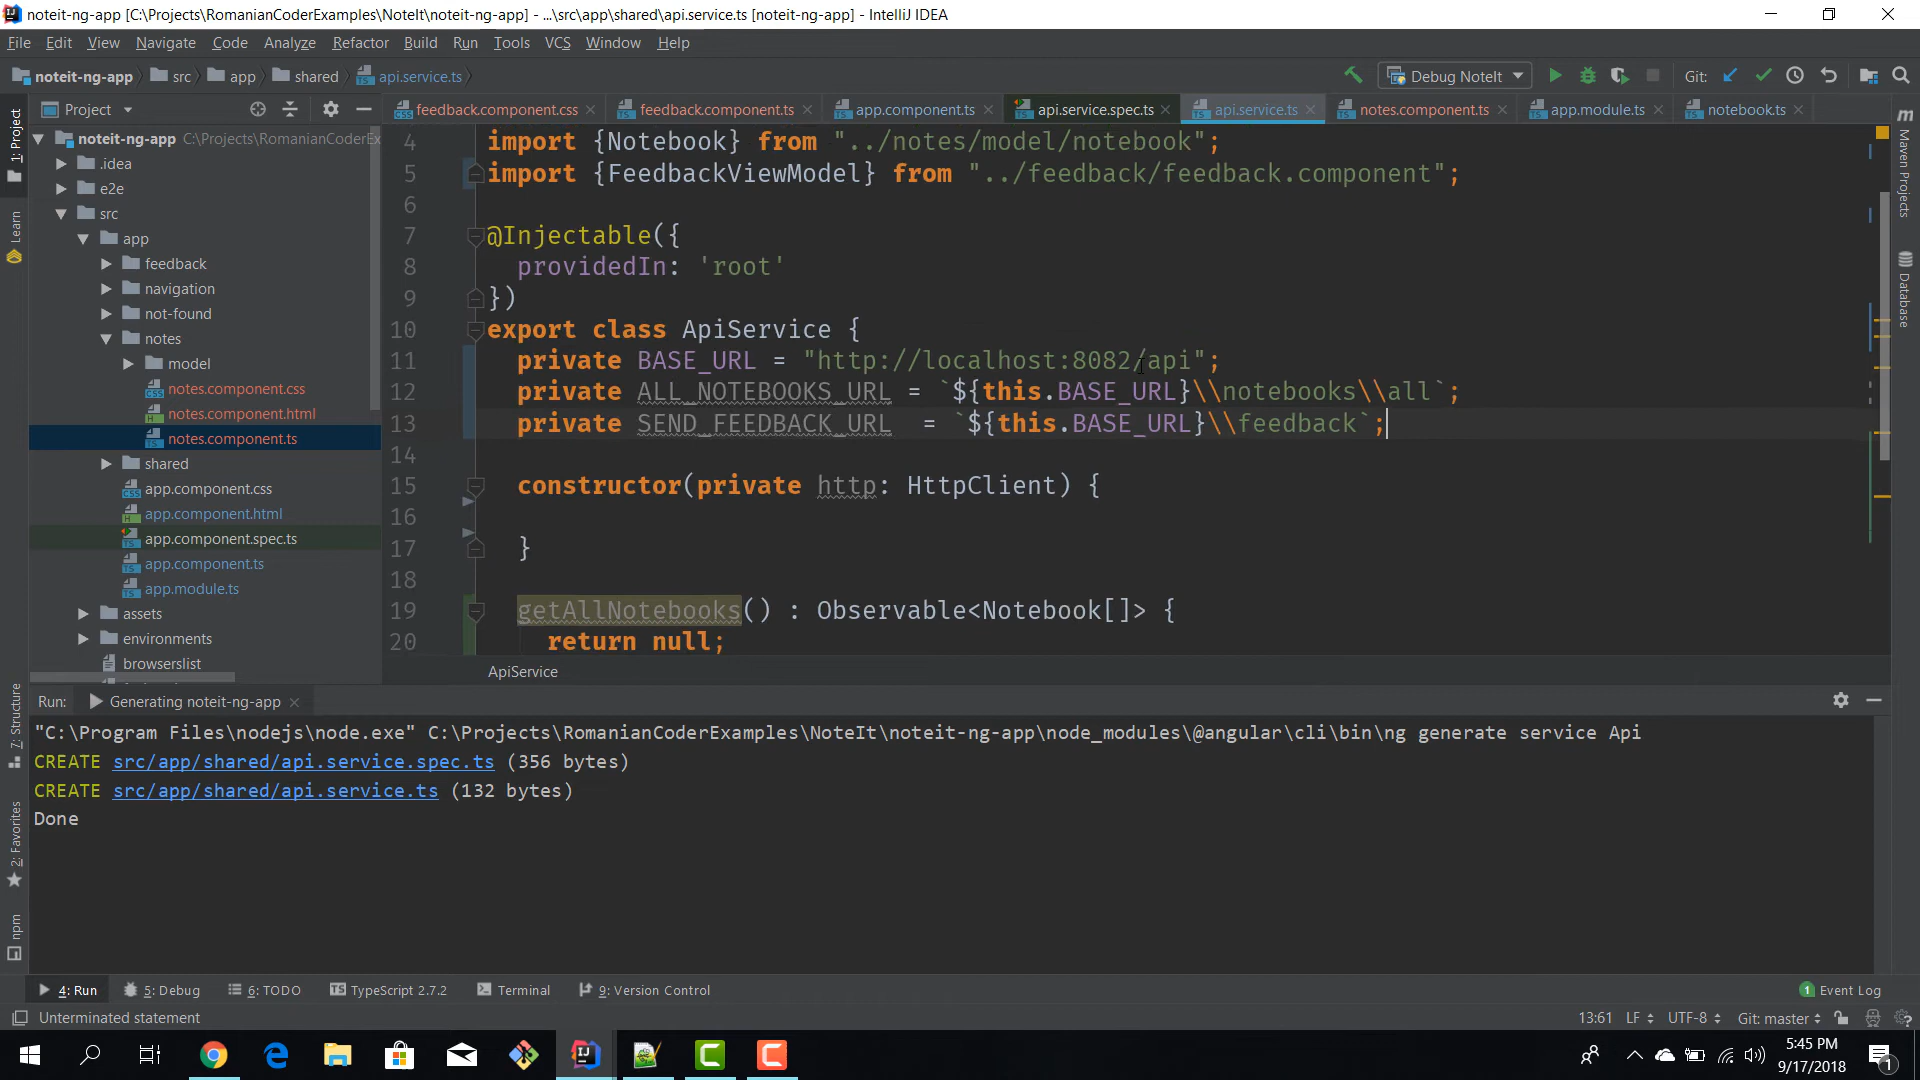 noteit-ng-app [C:\Projects\RomanianCoderExamples\NoteIt\noteit-ng-app] - ...\src\app\shared\api.service.ts [noteit-ng-app] - IntelliJ IDEA
File Edit View Navigate Code Analyze Refactor Build Run Tools VCS Window Help
noteit-ng-app src app shared api.service.ts Debug NoteIt Git:
Project feedback.component.css feedback.component.ts app.component.ts api.service.spec.ts api.service.ts notes.component.ts app.module.ts notebook.ts
noteit-ng-app C:\Projects\RomanianCoderEx
.idea
e2e
src
app
feedback
navigation
not-found
notes
model
notes.component.css
notes.component.html
notes.component.ts
shared
app.component.css
app.component.html
app.component.spec.ts
app.component.ts
app.module.ts
assets
environments
browserslist
4 import {Notebook} from "../notes/model/notebook";
5 import {FeedbackViewModel} from "../feedback/feedback.component";
6
7 @Injectable({
8 providedIn: 'root'
9 })
10 export class ApiService {
11 private BASE_URL = "http://localhost:8082/api";
12 private ALL_NOTEBOOKS_URL = `${this.BASE_URL}\\notebooks\\all`;
13 private SEND_FEEDBACK_URL = `${this.BASE_URL}\\feedback`;
14
15 constructor(private http: HttpClient) {
16
17 }
18
19 getAllNotebooks() : Observable<Notebook[]> {
20 return null;
ApiService
1: Project
Learn
7: Structure
2: Favorites
npm
Maven Projects
Database
Run: Generating noteit-ng-app
"C:\Program Files\nodejs\node.exe" C:\Projects\RomanianCoderExamples\NoteIt\noteit-ng-app\node_modules\@angular\cli\bin\ng generate service Api
CREATE src/app/shared/api.service.spec.ts (356 bytes)
CREATE src/app/shared/api.service.ts (132 bytes)
Done
4: Run 5: Debug 6: TODO TypeScript 2.7.2 Terminal 9: Version Control 1 Event Log
Unterminated statement 13:61 LF UTF-8 Git: master
5:45 PM
9/17/2018
1